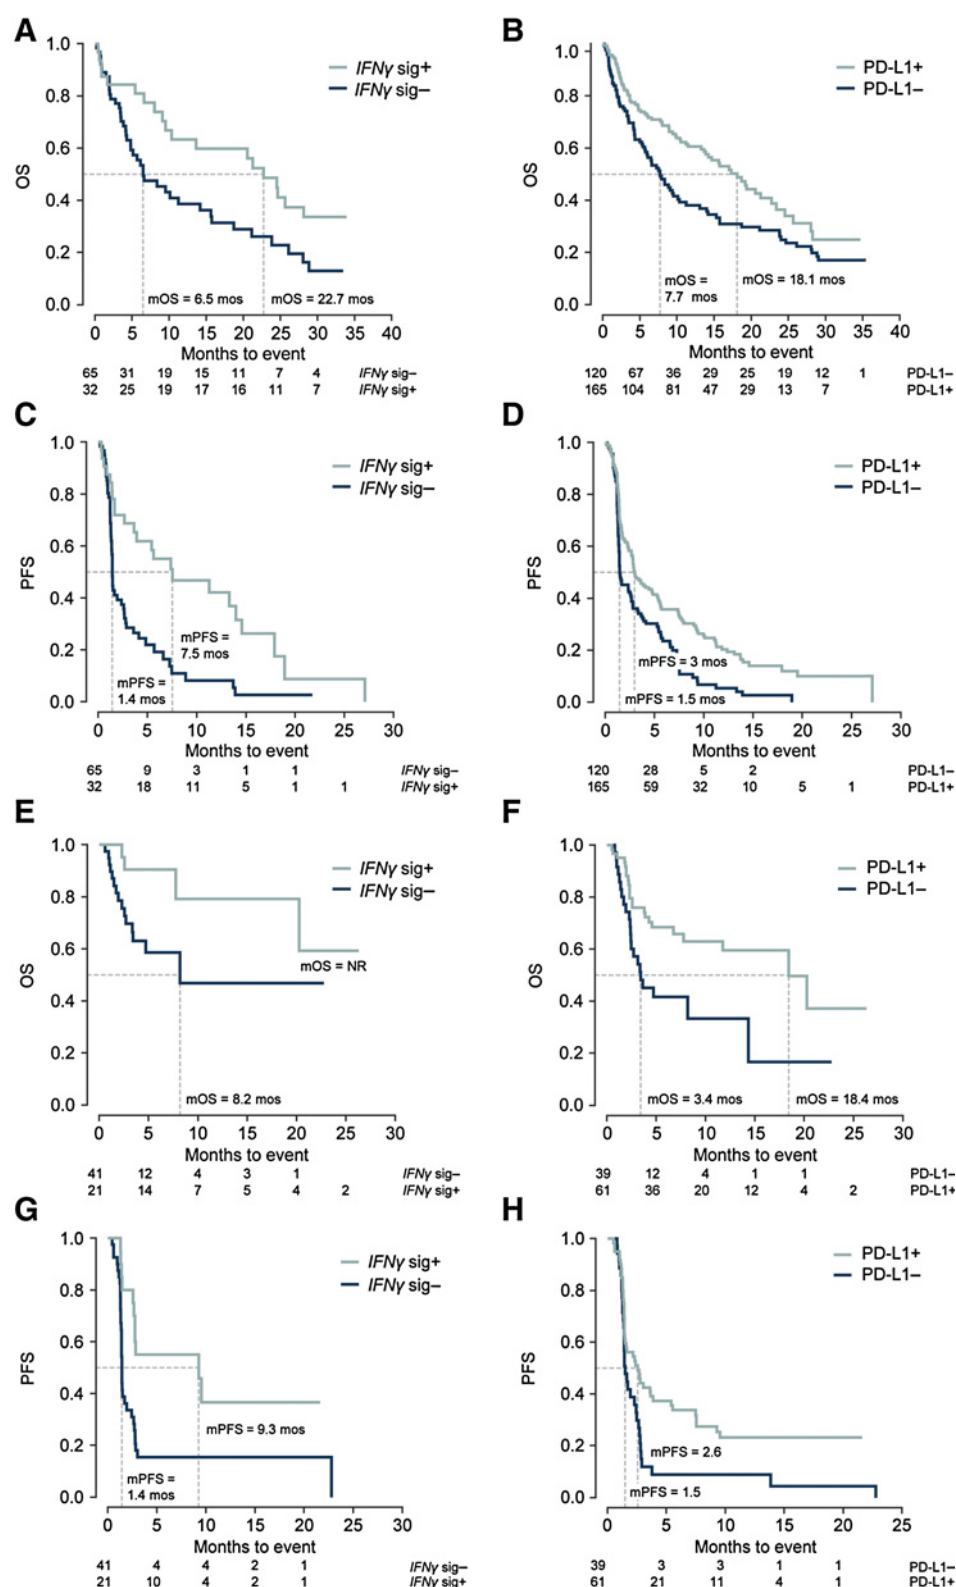 A
1.0
0.8
0.6
0.4
0.2
0.0
OS
IFNγ sig+
IFNγ sig–
mOS = 6.5 mos
mOS = 22.7 mos
0 5 10 15 20 25 30 35 40
Months to event
65 31 19 15 11 7 4 IFNγ sig–
32 25 19 17 16 11 7 IFNγ sig+
B
1.0
0.8
0.6
0.4
0.2
0.0
OS
PD-L1+
PD-L1–
mOS =
7.7 mos
mOS = 18.1 mos
0 5 10 15 20 25 30 35 40
Months to event
120 67 36 29 25 19 12 1 PD-L1–
165 104 81 47 29 13 7 PD-L1+
C
1.0
0.8
0.6
0.4
0.2
0.0
PFS
IFNγ sig+
IFNγ sig–
mPFS =
7.5 mos
mPFS =
1.4 mos
0 5 10 15 20 25 30
Months to event
65 9 3 1 1 IFNγ sig–
32 18 11 5 1 1 IFNγ sig+
D
1.0
0.8
0.6
0.4
0.2
0.0
PFS
PD-L1+
PD-L1–
mPFS = 3 mos
mPFS = 1.5 mos
0 5 10 15 20 25 30
Months to event
120 28 5 2 PD-L1–
165 59 32 10 5 1 PD-L1+
E
1.0
0.8
0.6
0.4
0.2
0.0
OS
IFNγ sig+
IFNγ sig–
mOS = NR
mOS = 8.2 mos
0 5 10 15 20 25 30
Months to event
41 12 4 3 1 IFNγ sig–
21 14 7 5 4 2 IFNγ sig+
F
1.0
0.8
0.6
0.4
0.2
0.0
OS
PD-L1+
PD-L1–
mOS = 3.4 mos
mOS = 18.4 mos
0 5 10 15 20 25 30
Months to event
39 12 4 1 1 PD-L1–
61 36 20 12 4 2 PD-L1+
G
1.0
0.8
0.6
0.4
0.2
0.0
PFS
IFNγ sig+
IFNγ sig–
mPFS = 9.3 mos
mPFS =
1.4 mos
0 5 10 15 20 25 30
Months to event
41 4 4 2 1 IFNγ sig–
21 10 4 2 1 IFNγ sig+
H
1.0
0.8
0.6
0.4
0.2
0.0
PFS
PD-L1+
PD-L1–
mPFS = 2.6
mPFS = 1.5
0 5 10 15 20 25
Months to event
39 3 3 1 1 PD-L1–
61 21 11 4 1 PD-L1+